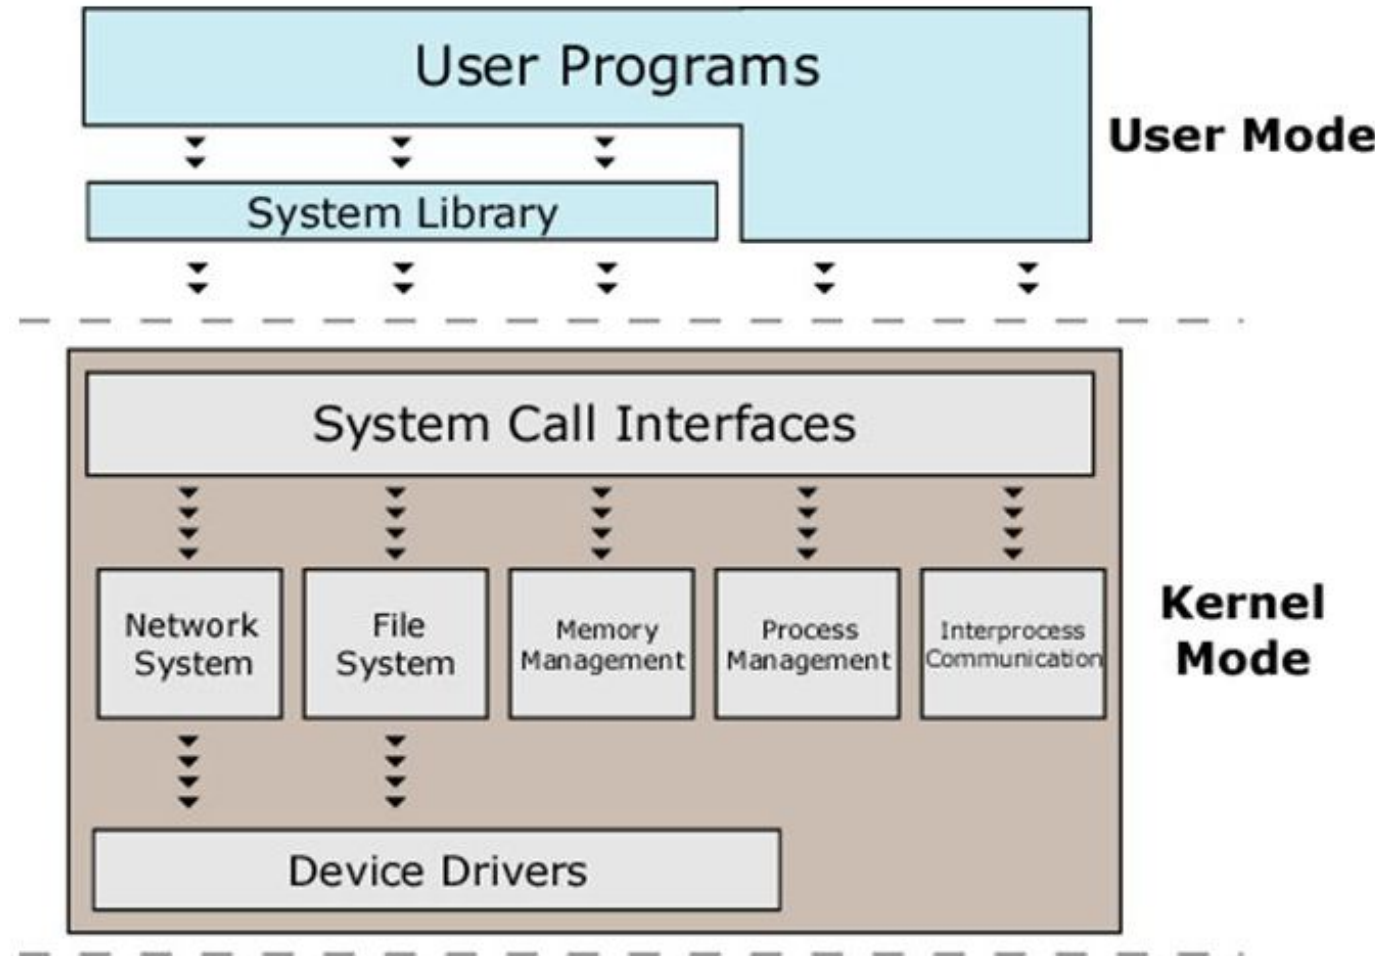 User Programs
User Mode
System Library
System Call Interfaces
Network
System
File
System
Memory
Management
Process
Management
Interprocess
Communication
Kernel
Mode
Device Drivers